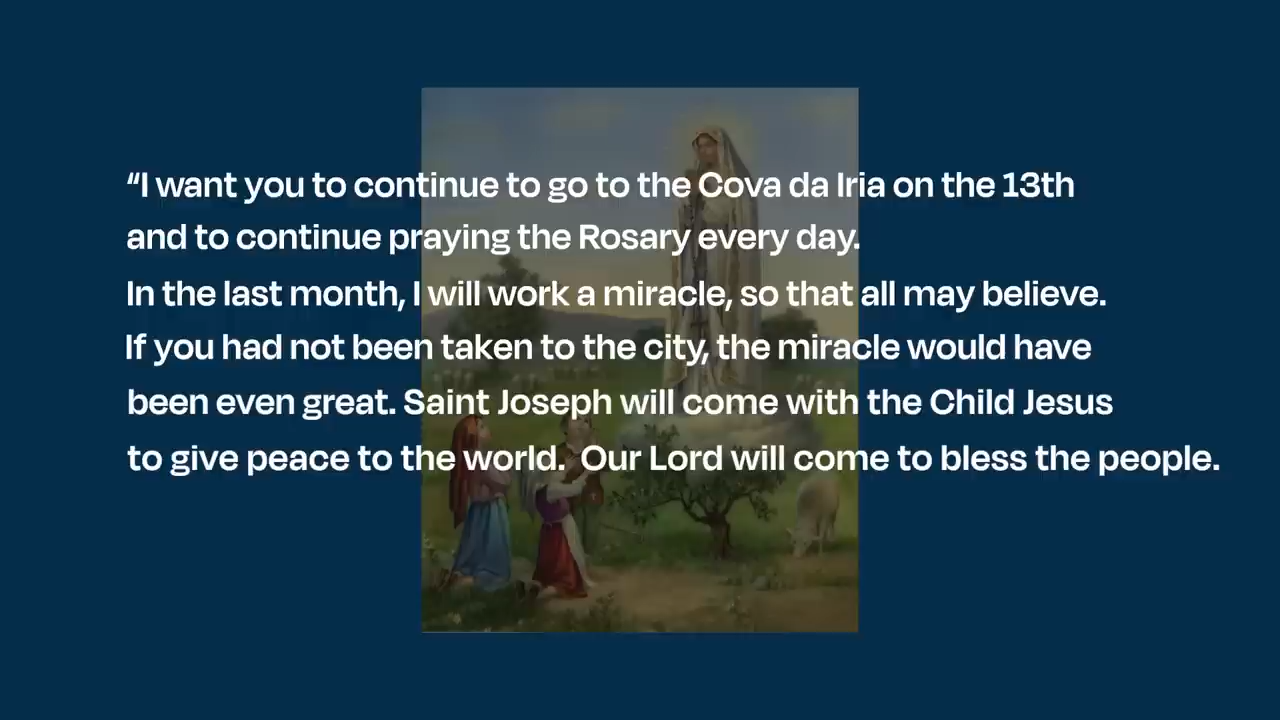 “I want you to continue to go to the Cova da Iria on the 13th
and to continue praying the Rosary every day.
In the last month, I will work a miracle, so that all may believe.
If you had not been taken to the city, the miracle would have
been even great. Saint Joseph will come with the Child Jesus
to give peace to the world.  Our Lord will come to bless the people.